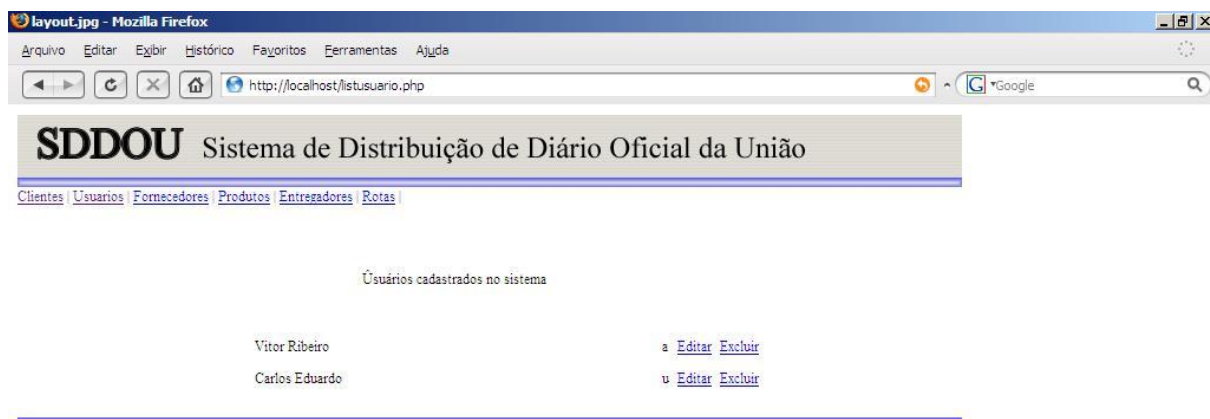 layout.jpg - Mozilla Firefox
Arquivo Editar Exibir Histórico Favoritos Ferramentas Ajuda
http://localhost/listusuario.php Google
SDDOU Sistema de Distribuição de Diário Oficial da União
Clientes | Usuarios | Fornecedores | Produtos | Entregadores | Rotas |
Ûsuários cadastrados no sistema
Vitor Ribeiro a Editar Excluir
Carlos Eduardo u Editar Excluir